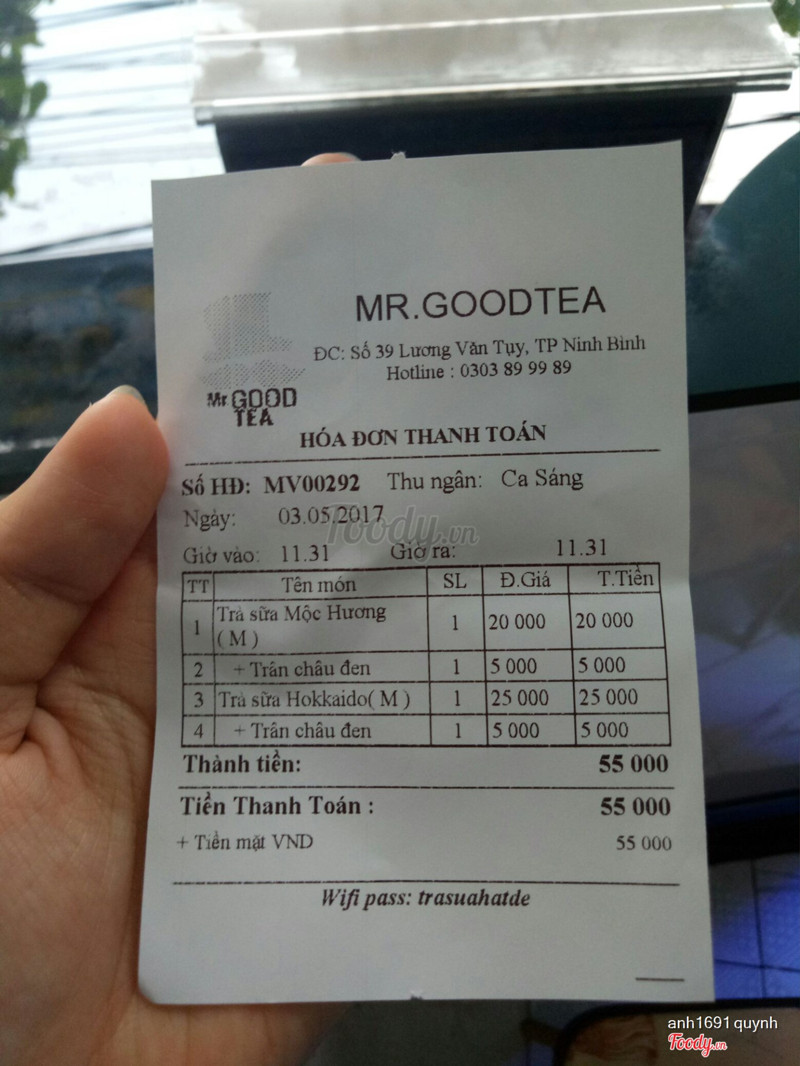 MR.GOODTEA
ĐC: Số 39 Lương Văn Tụy, TP Ninh Bình
Hotline : 0303 89 99 89
Mr GOOD
TEA
HÓA ĐƠN THANH TOÁN
Số HĐ: MV00292 Thu ngân: Ca Sáng
Ngày: 03.05.2017
Foody.vn
Giờ vào: 11.31 Giờ ra: 11.31
TT Tên món SL Đ.Giá T.Tiền
1 Trà sữa Mộc Hương 1 20 000 20 000
( M )
2 + Trân châu đen 1 5 000 5 000
3 Trà sữa Hokkaido( M ) 1 25 000 25 000
4 + Trân châu đen 1 5 000 5 000
Thành tiền: 55 000
Tiền Thanh Toán : 55 000
+ Tiền mặt VND 55 000
Wifi pass: trasuahatde
anh1691 quynh
Foody.vn